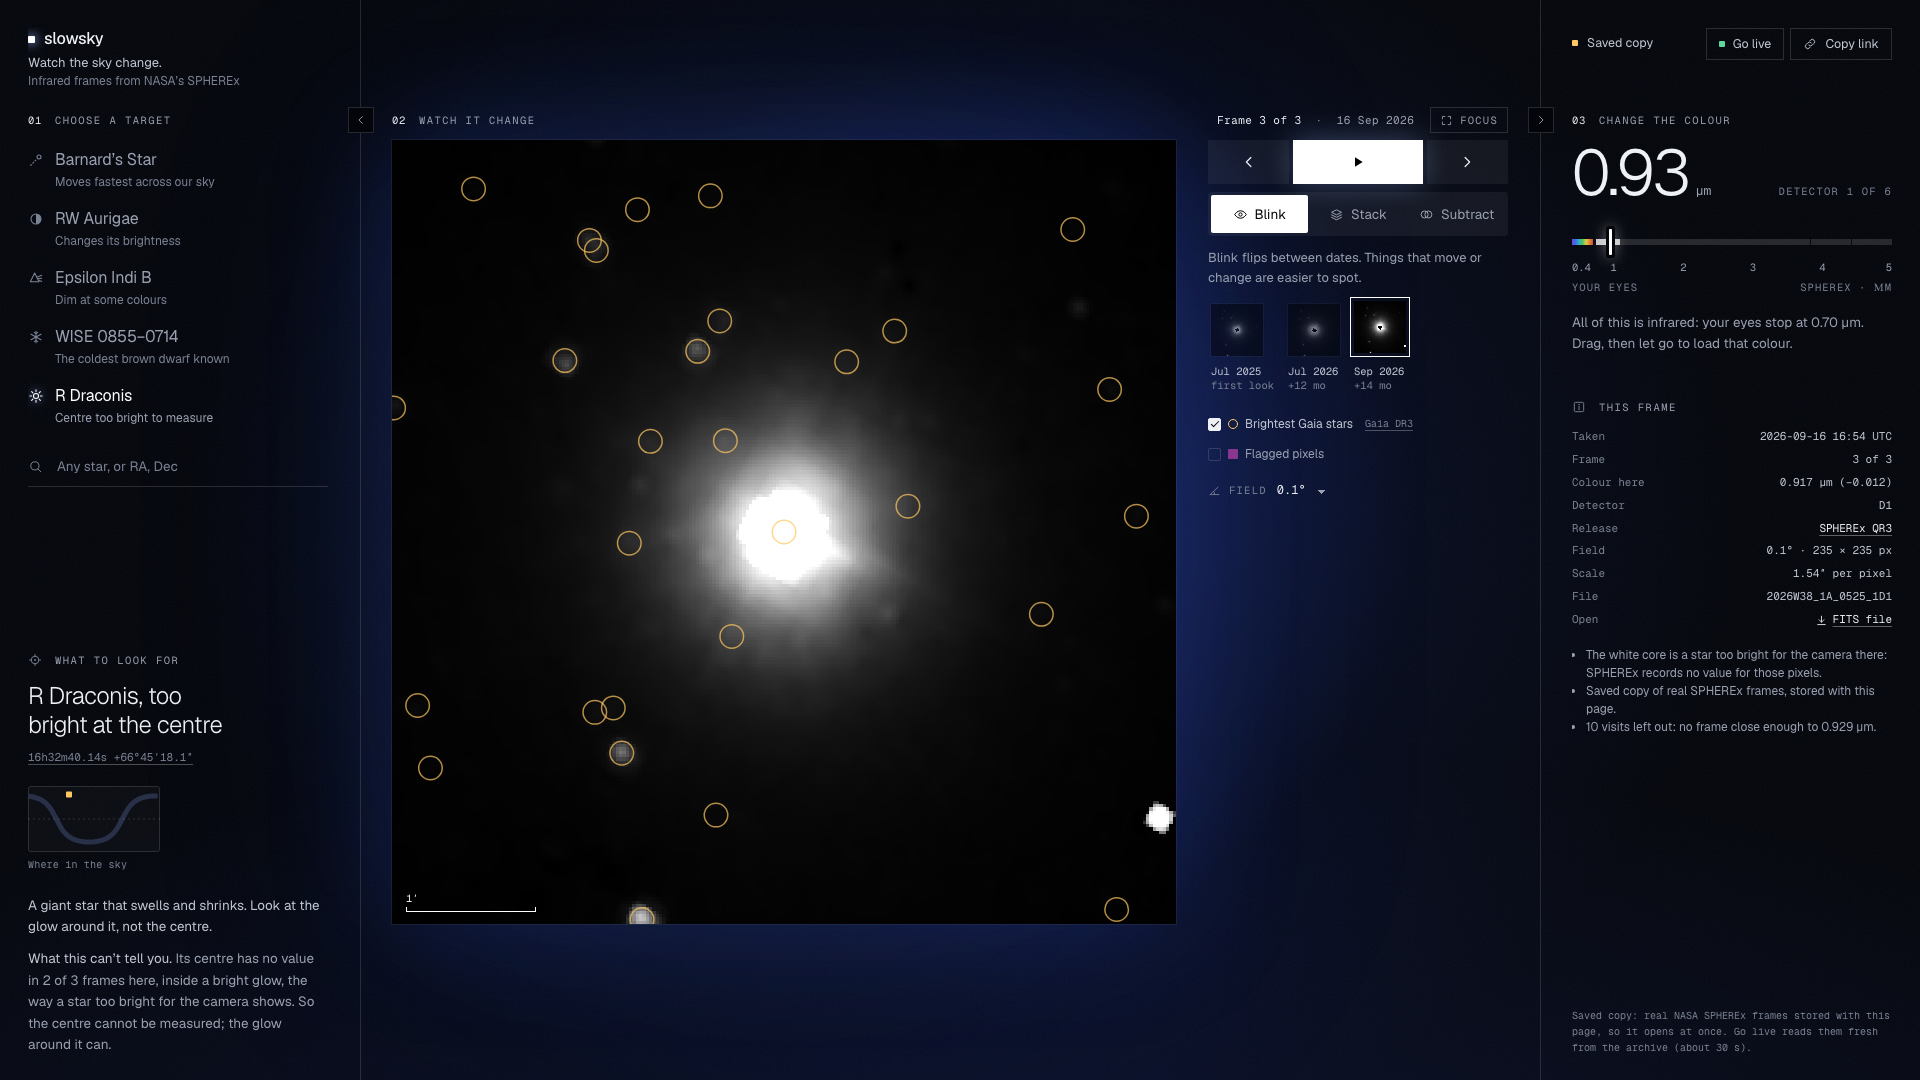 slowsky
Watch the sky change.
Infrared frames from NASA's SPHEREx
01 CHOOSE A TARGET
Barnard's Star
Moves fastest across our sky
RW Aurigae
Changes its brightness
Epsilon Indi B
Dim at some colours
WISE 0855–0714
The coldest brown dwarf known
R Draconis
Centre too bright to measure
Any star, or RA, Dec
WHAT TO LOOK FOR
R Draconis, too
bright at the centre
16h32m40.14s +66°45′18.1″
Where in the sky
A giant star that swells and shrinks. Look at the
glow around it, not the centre.
What this can't tell you. Its centre has no value
in 2 of 3 frames here, inside a bright glow, the
way a star too bright for the camera shows. So
the centre cannot be measured; the glow
around it can.
02 WATCH IT CHANGE
Frame 3 of 3 · 16 Sep 2026
FOCUS
1′
Blink
Stack
Subtract
Blink flips between dates. Things that move or
change are easier to spot.
Jul 2025 Jul 2026 Sep 2026
first look +12 mo +14 mo
Brightest Gaia stars Gaia DR3
Flagged pixels
FIELD 0.1°
Saved copy
Go live
Copy link
03 CHANGE THE COLOUR
0.93 µm DETECTOR 1 OF 6
0.4 1 2 3 4 5
YOUR EYES SPHEREX · ΜΜ
All of this is infrared: your eyes stop at 0.70 µm.
Drag, then let go to load that colour.
THIS FRAME
Taken 2026-09-16 16:54 UTC
Frame 3 of 3
Colour here 0.917 µm (−0.012)
Detector D1
Release SPHEREx QR3
Field 0.1° · 235 × 235 px
Scale 1.54″ per pixel
File 2026W38_1A_0525_1D1
Open FITS file
The white core is a star too bright for the camera there:
SPHEREx records no value for those pixels.
Saved copy of real SPHEREx frames, stored with this
page.
10 visits left out: no frame close enough to 0.929 µm.
Saved copy: real NASA SPHEREx frames stored with this
page, so it opens at once. Go live reads them fresh
from the archive (about 30 s).